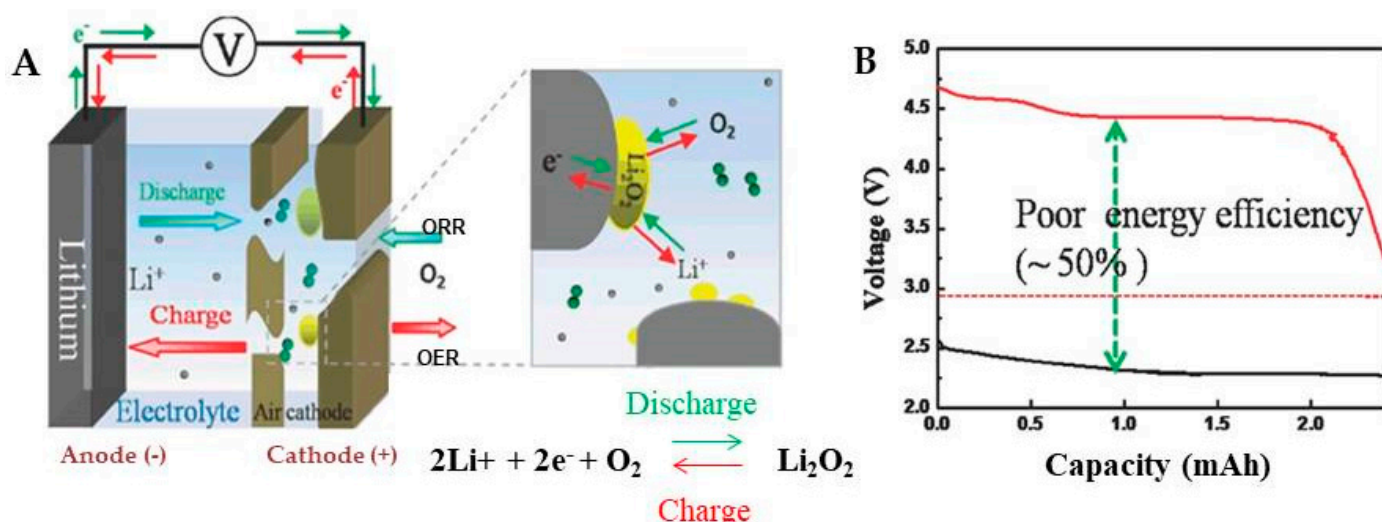 A
e⁻
V
e⁻
Lithium
Discharge
Li⁺
Charge
Electrolyte
Air cathode
ORR
O₂
OER
Anode (-)
Cathode (+)
O₂
e⁻
Li₂O₂
Li⁺
Discharge
2Li+ + 2e⁻ + O₂ Li₂O₂
Charge
B
5.0
4.5
4.0
3.5
3.0
2.5
2.0
Voltage (V)
Poor energy efficiency
(~50%)
0.0 0.5 1.0 1.5 2.0
Capacity (mAh)